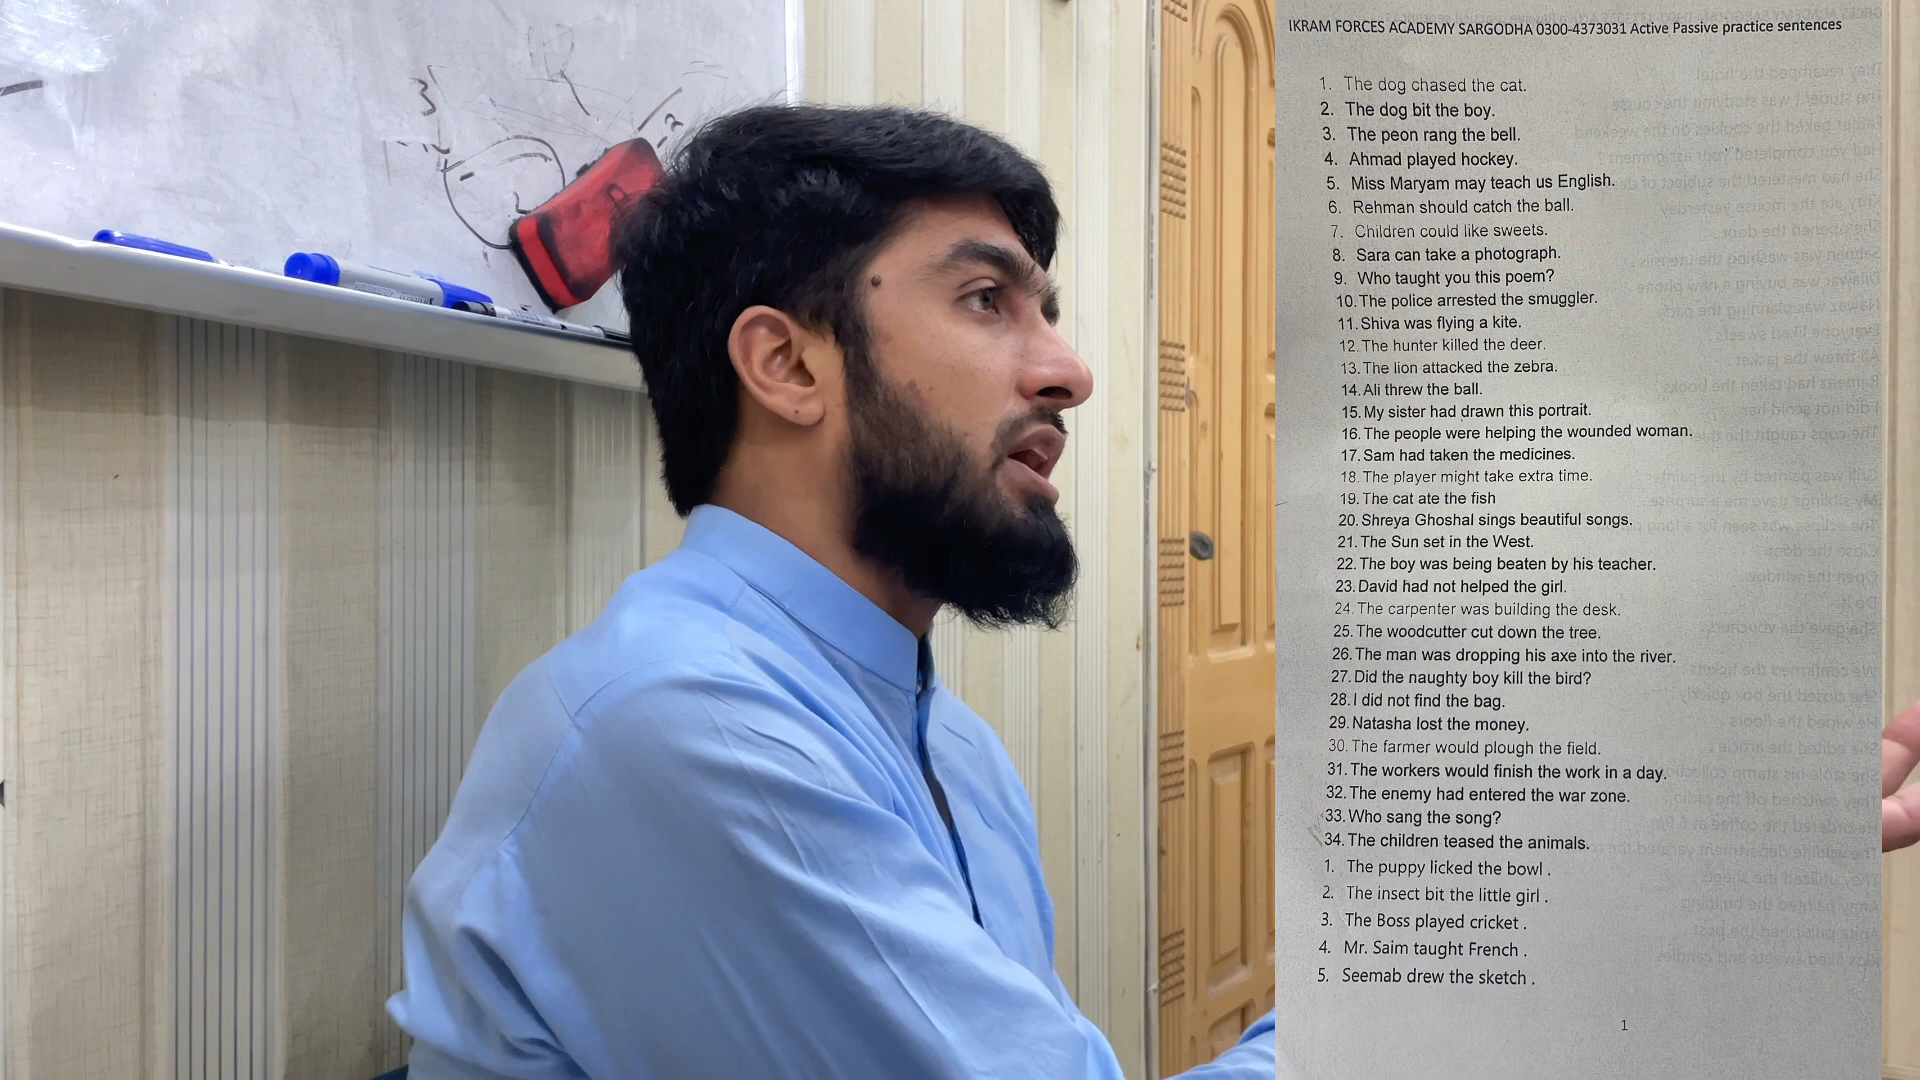 IKRAM FORCES ACADEMY SARGODHA 0300-4373031 Active Passive practice sentences
1. The dog chased the cat.
2. The dog bit the boy.
3. The peon rang the bell.
4. Ahmad played hockey.
5. Miss Maryam may teach us English.
6. Rehman should catch the ball.
7. Children could like sweets.
8. Sara can take a photograph.
9. Who taught you this poem?
10. The police arrested the smuggler.
11. Shiva was flying a kite.
12. The hunter killed the deer.
13. The lion attacked the zebra.
14. Ali threw the ball.
15. My sister had drawn this portrait.
16. The people were helping the wounded woman.
17. Sam had taken the medicines.
18. The player might take extra time.
19. The cat ate the fish
20. Shreya Ghoshal sings beautiful songs.
21. The Sun set in the West.
22. The boy was being beaten by his teacher.
23. David had not helped the girl.
24. The carpenter was building the desk.
25. The woodcutter cut down the tree.
26. The man was dropping his axe into the river.
27. Did the naughty boy kill the bird?
28. I did not find the bag.
29. Natasha lost the money.
30. The farmer would plough the field.
31. The workers would finish the work in a day.
32. The enemy had entered the war zone.
33. Who sang the song?
34. The children teased the animals.
1. The puppy licked the bowl .
2. The insect bit the little girl .
3. The Boss played cricket .
4. Mr. Saim taught French .
5. Seemab drew the sketch .
1